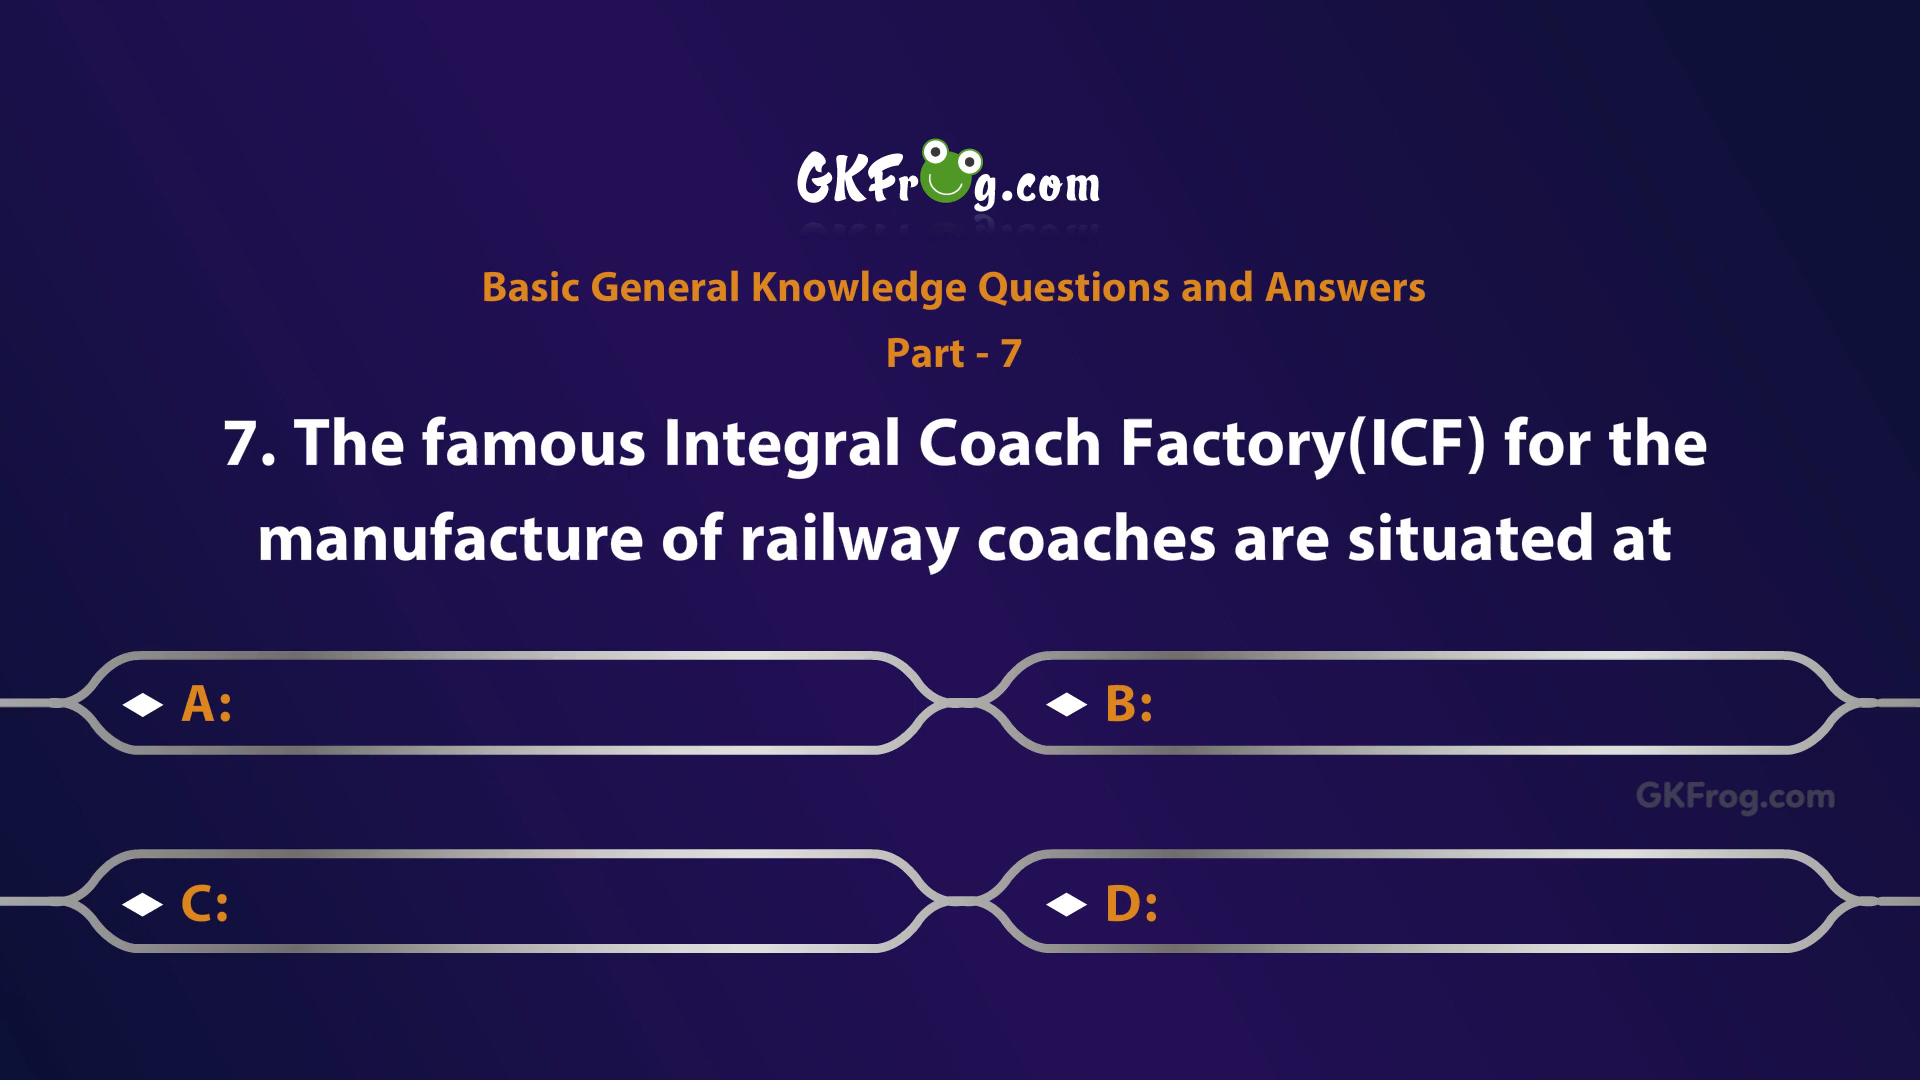 GKFrog.com
Basic General Knowledge Questions and Answers
Part - 7
7. The famous Integral Coach Factory(ICF) for the
manufacture of railway coaches are situated at
A:
B:
GKFrog.com
C:
D: